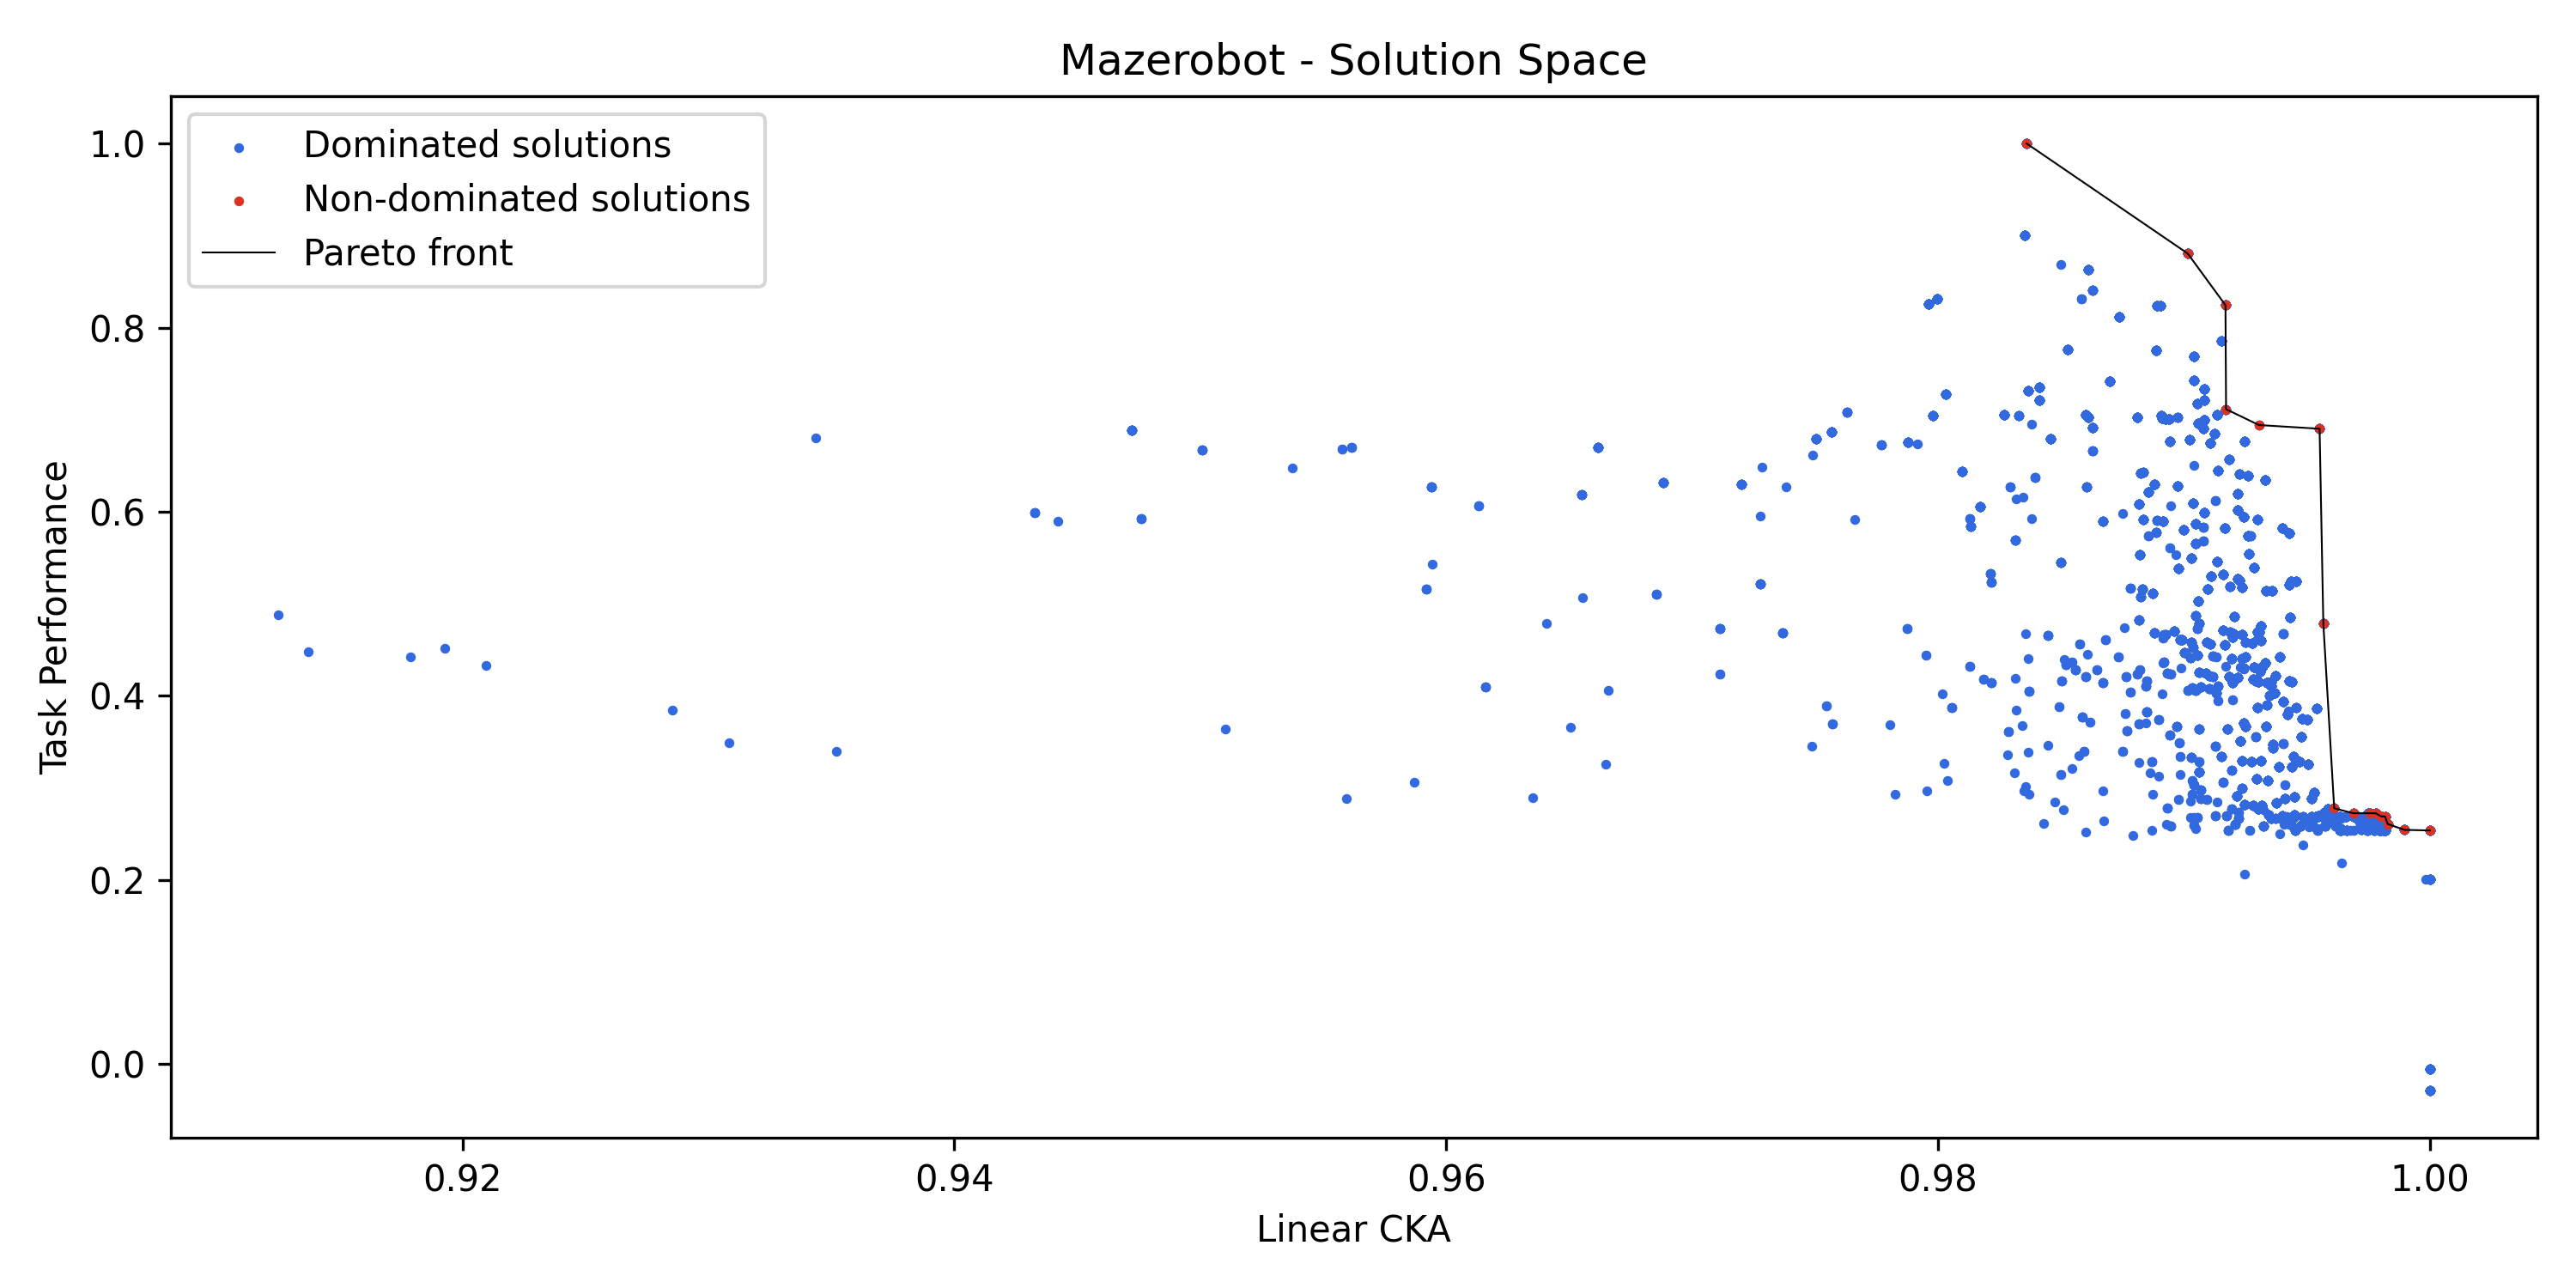 Mazerobot - Solution Space
Dominated solutions
Non-dominated solutions
Pareto front
Task Performance
1.0
0.8
0.6
0.4
0.2
0.0
0.92
0.94
0.96
0.98
1.00
Linear CKA